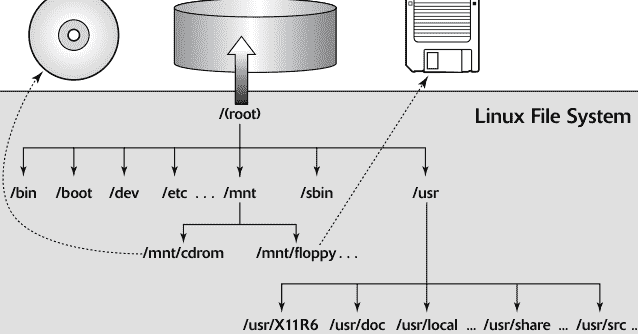 /(root)
Linux File System
/bin /boot /dev /etc ... /mnt /sbin /usr
/mnt/cdrom /mnt/floppy ...
/usr/X11R6 /usr/doc /usr/local ... /usr/share ... /usr/src ...